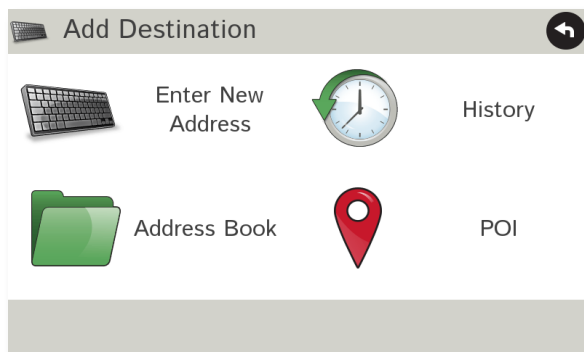 Add Destination
Enter New
Address
History
Address Book
POI